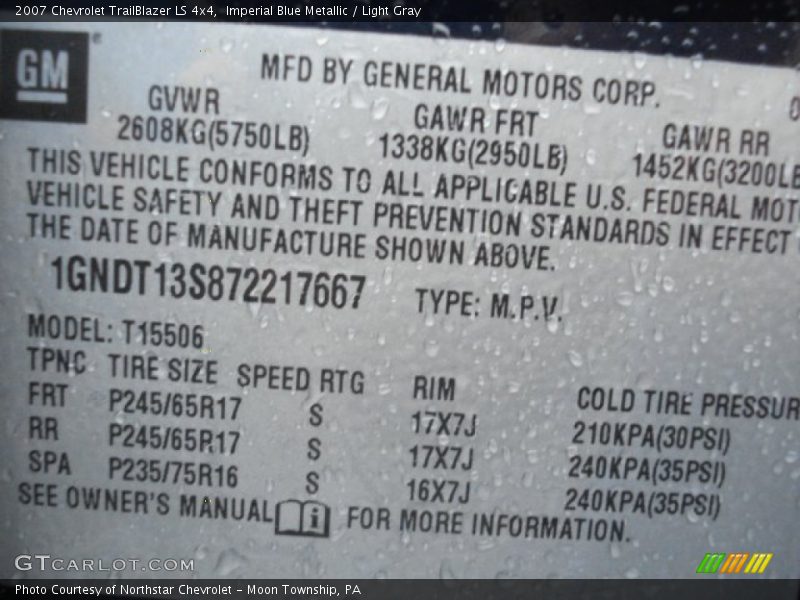 2007 Chevrolet TrailBlazer LS 4x4, Imperial Blue Metallic / Light Gray
GM
MFD BY GENERAL MOTORS CORP.
GVWR GAWR FRT GAWR RR
2608KG(5750LB) 1338KG(2950LB) 1452KG(3200LB
THIS VEHICLE CONFORMS TO ALL APPLICABLE U.S. FEDERAL MOT
VEHICLE SAFETY AND THEFT PREVENTION STANDARDS IN EFFECT
THE DATE OF MANUFACTURE SHOWN ABOVE.
1GNDT13S872217667 TYPE: M.P.V.
MODEL: T15506
TPNC TIRE SIZE SPEED RTG RIM COLD TIRE PRESSUR
FRT P245/65R17 S 17X7J 210KPA(30PSI)
RR P245/65R17 S 17X7J 240KPA(35PSI)
SPA P235/75R16 S 16X7J 240KPA(35PSI)
SEE OWNER'S MANUAL i FOR MORE INFORMATION.
GTCARLOT.COM
Photo Courtesy of Northstar Chevrolet - Moon Township, PA